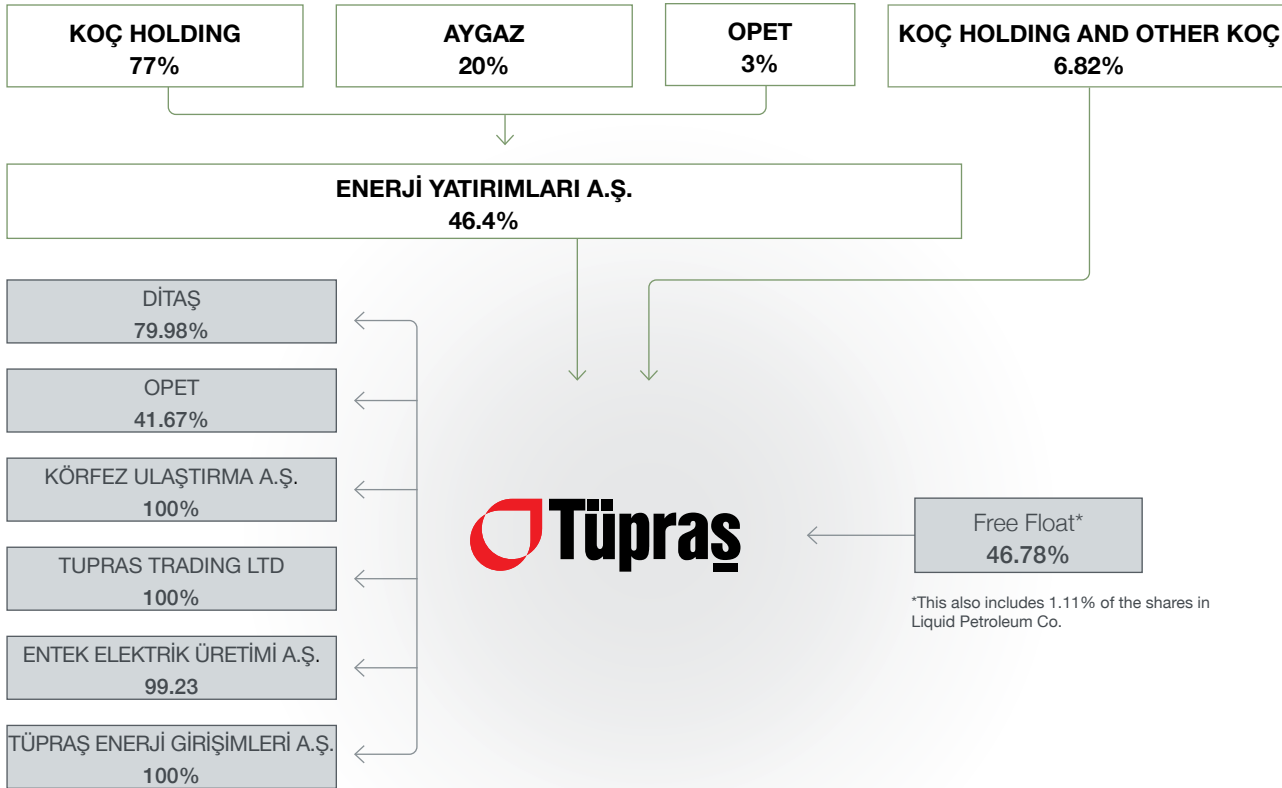 KOÇ HOLDING
77%
AYGAZ
20%
OPET
3%
KOÇ HOLDING AND OTHER KOÇ
6.82%
ENERJİ YATIRIMLARI A.Ş.
46.4%
DİTAŞ
79.98%
OPET
41.67%
KÖRFEZ ULAŞTIRMA A.Ş.
100%
TUPRAS TRADING LTD
100%
ENTEK ELEKTRİK ÜRETİMİ A.Ş.
99.23
TÜPRAŞ ENERJİ GİRİŞİMLERİ A.Ş.
100%
Tüpraş
Free Float*
46.78%
*This also includes 1.11% of the shares in
Liquid Petroleum Co.